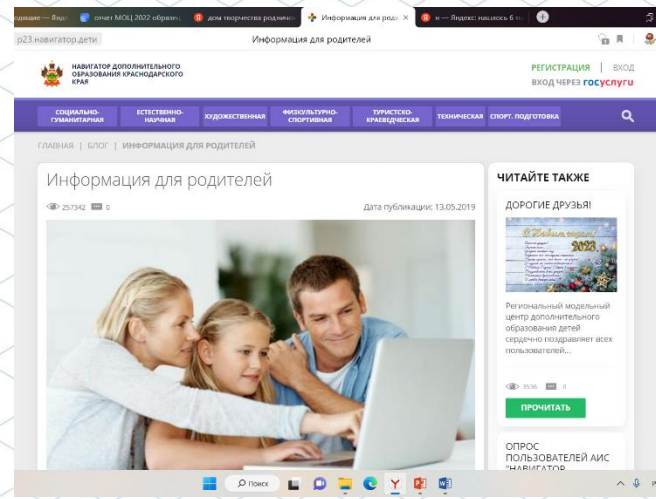 отчет МОЦ 2022 образец
дом творчества родничок
Информация для роди
н — Яндекс: нашлось 6
р23.навигатор.дети
Информация для родителей
НАВИГАТОР ДОПОЛНИТЕЛЬНОГО
ОБРАЗОВАНИЯ КРАСНОДАРСКОГО
КРАЯ
РЕГИСТРАЦИЯ | ВХОД
ВХОД ЧЕРЕЗ госуслуги
СОЦИАЛЬНО-
ГУМАНИТАРНАЯ
ЕСТЕСТВЕННО-
НАУЧНАЯ
ХУДОЖЕСТВЕННАЯ
ФИЗКУЛЬТУРНО-
СПОРТИВНАЯ
ТУРИСТСКО-
КРАЕВЕДЧЕСКАЯ
ТЕХНИЧЕСКАЯ
СПОРТ. ПОДГОТОВКА
ГЛАВНАЯ | БЛОГ | ИНФОРМАЦИЯ ДЛЯ РОДИТЕЛЕЙ
Информация для родителей
257342 0
Дата публикации: 13.05.2019
ЧИТАЙТЕ ТАКЖЕ
ДОРОГИЕ ДРУЗЬЯ!
2023
Региональный модельный
центр дополнительного
образования детей
сердечно поздравляет всех
пользователей...
3536 0
ПРОЧИТАТЬ
ОПРОС
ПОЛЬЗОВАТЕЛЕЙ АИС
"НАВИГАТОР
Поиск